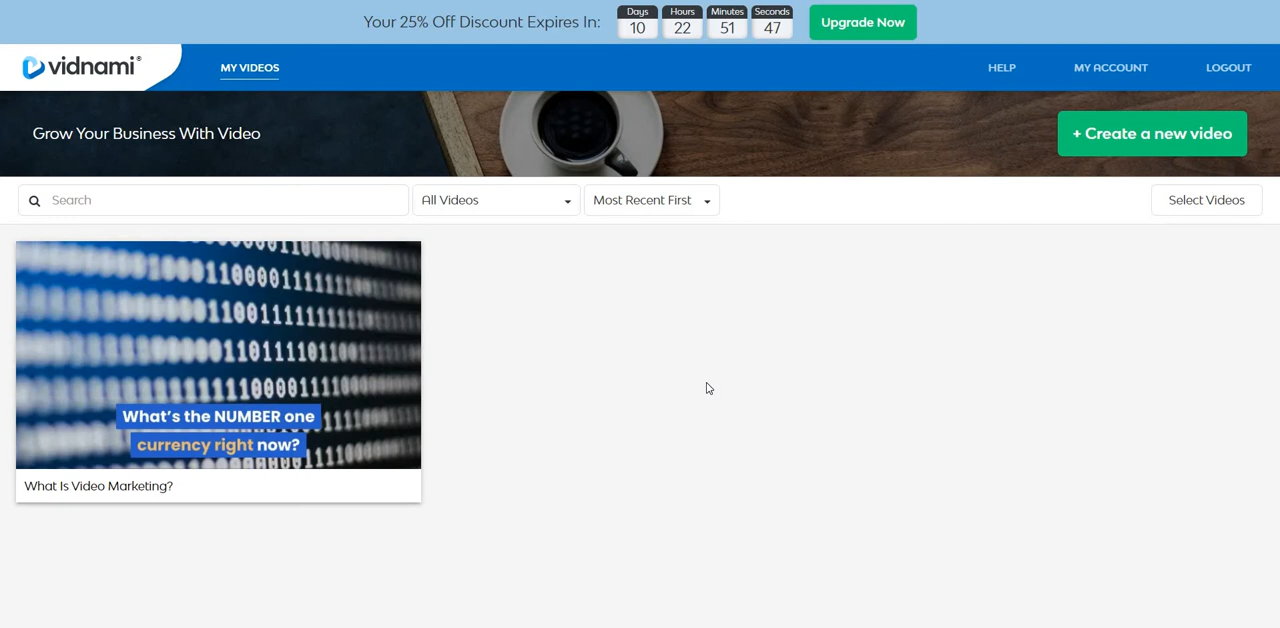 Your 25% Off Discount Expires In:
Days Hours Minutes Seconds
10 22 51 47
Upgrade Now
vidnami®
MY VIDEOS
HELP
MY ACCOUNT
LOGOUT
Grow Your Business With Video
+ Create a new video
Search
All Videos
Most Recent First
Select Videos
What's the NUMBER one
currency right now?
What Is Video Marketing?